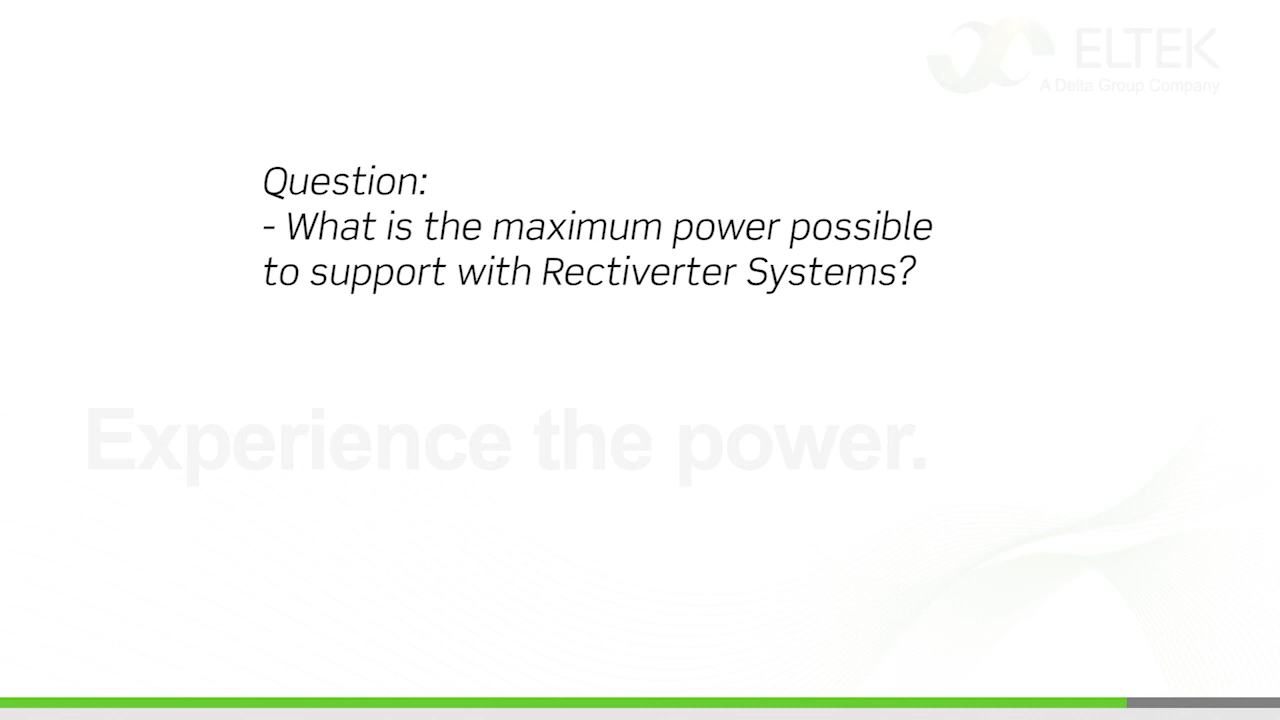 ELTEK
A Delta Group Company
Question:
- What is the maximum power possible
to support with Rectiverter Systems?
Experience the power.